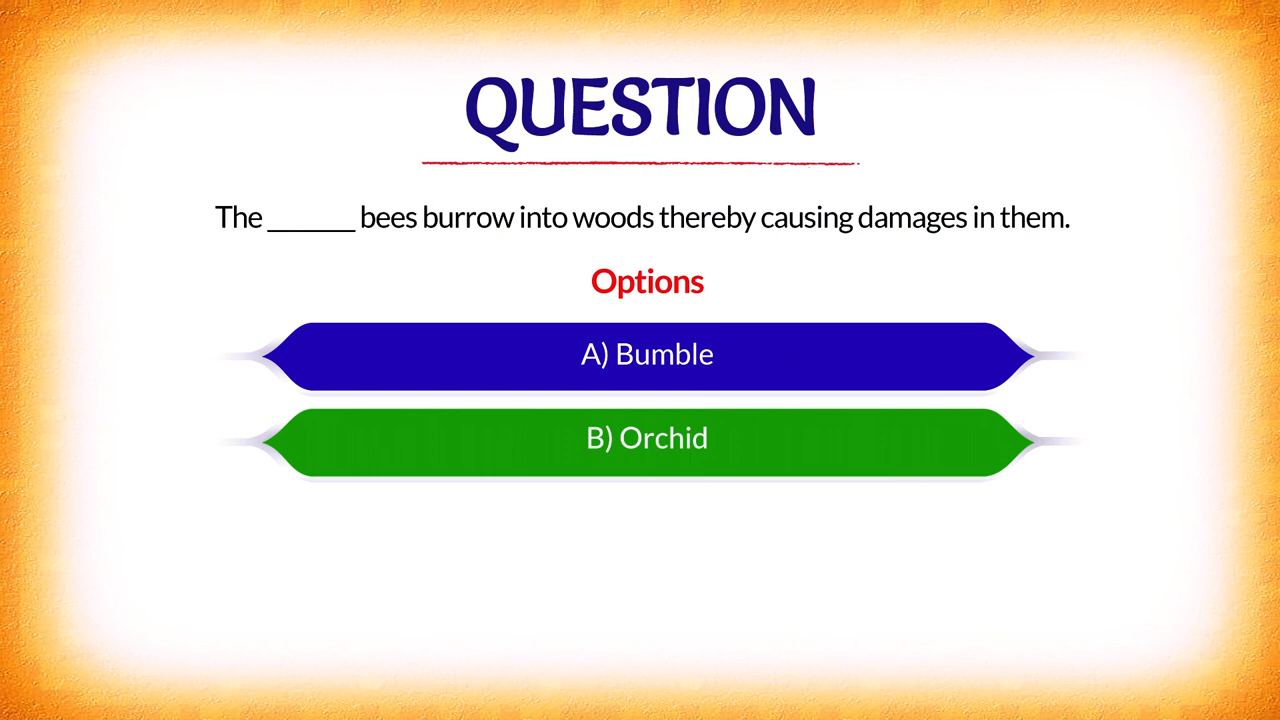 QUESTION
The ______ bees burrow into woods thereby causing damages in them.
Options
A) Bumble
B) Orchid